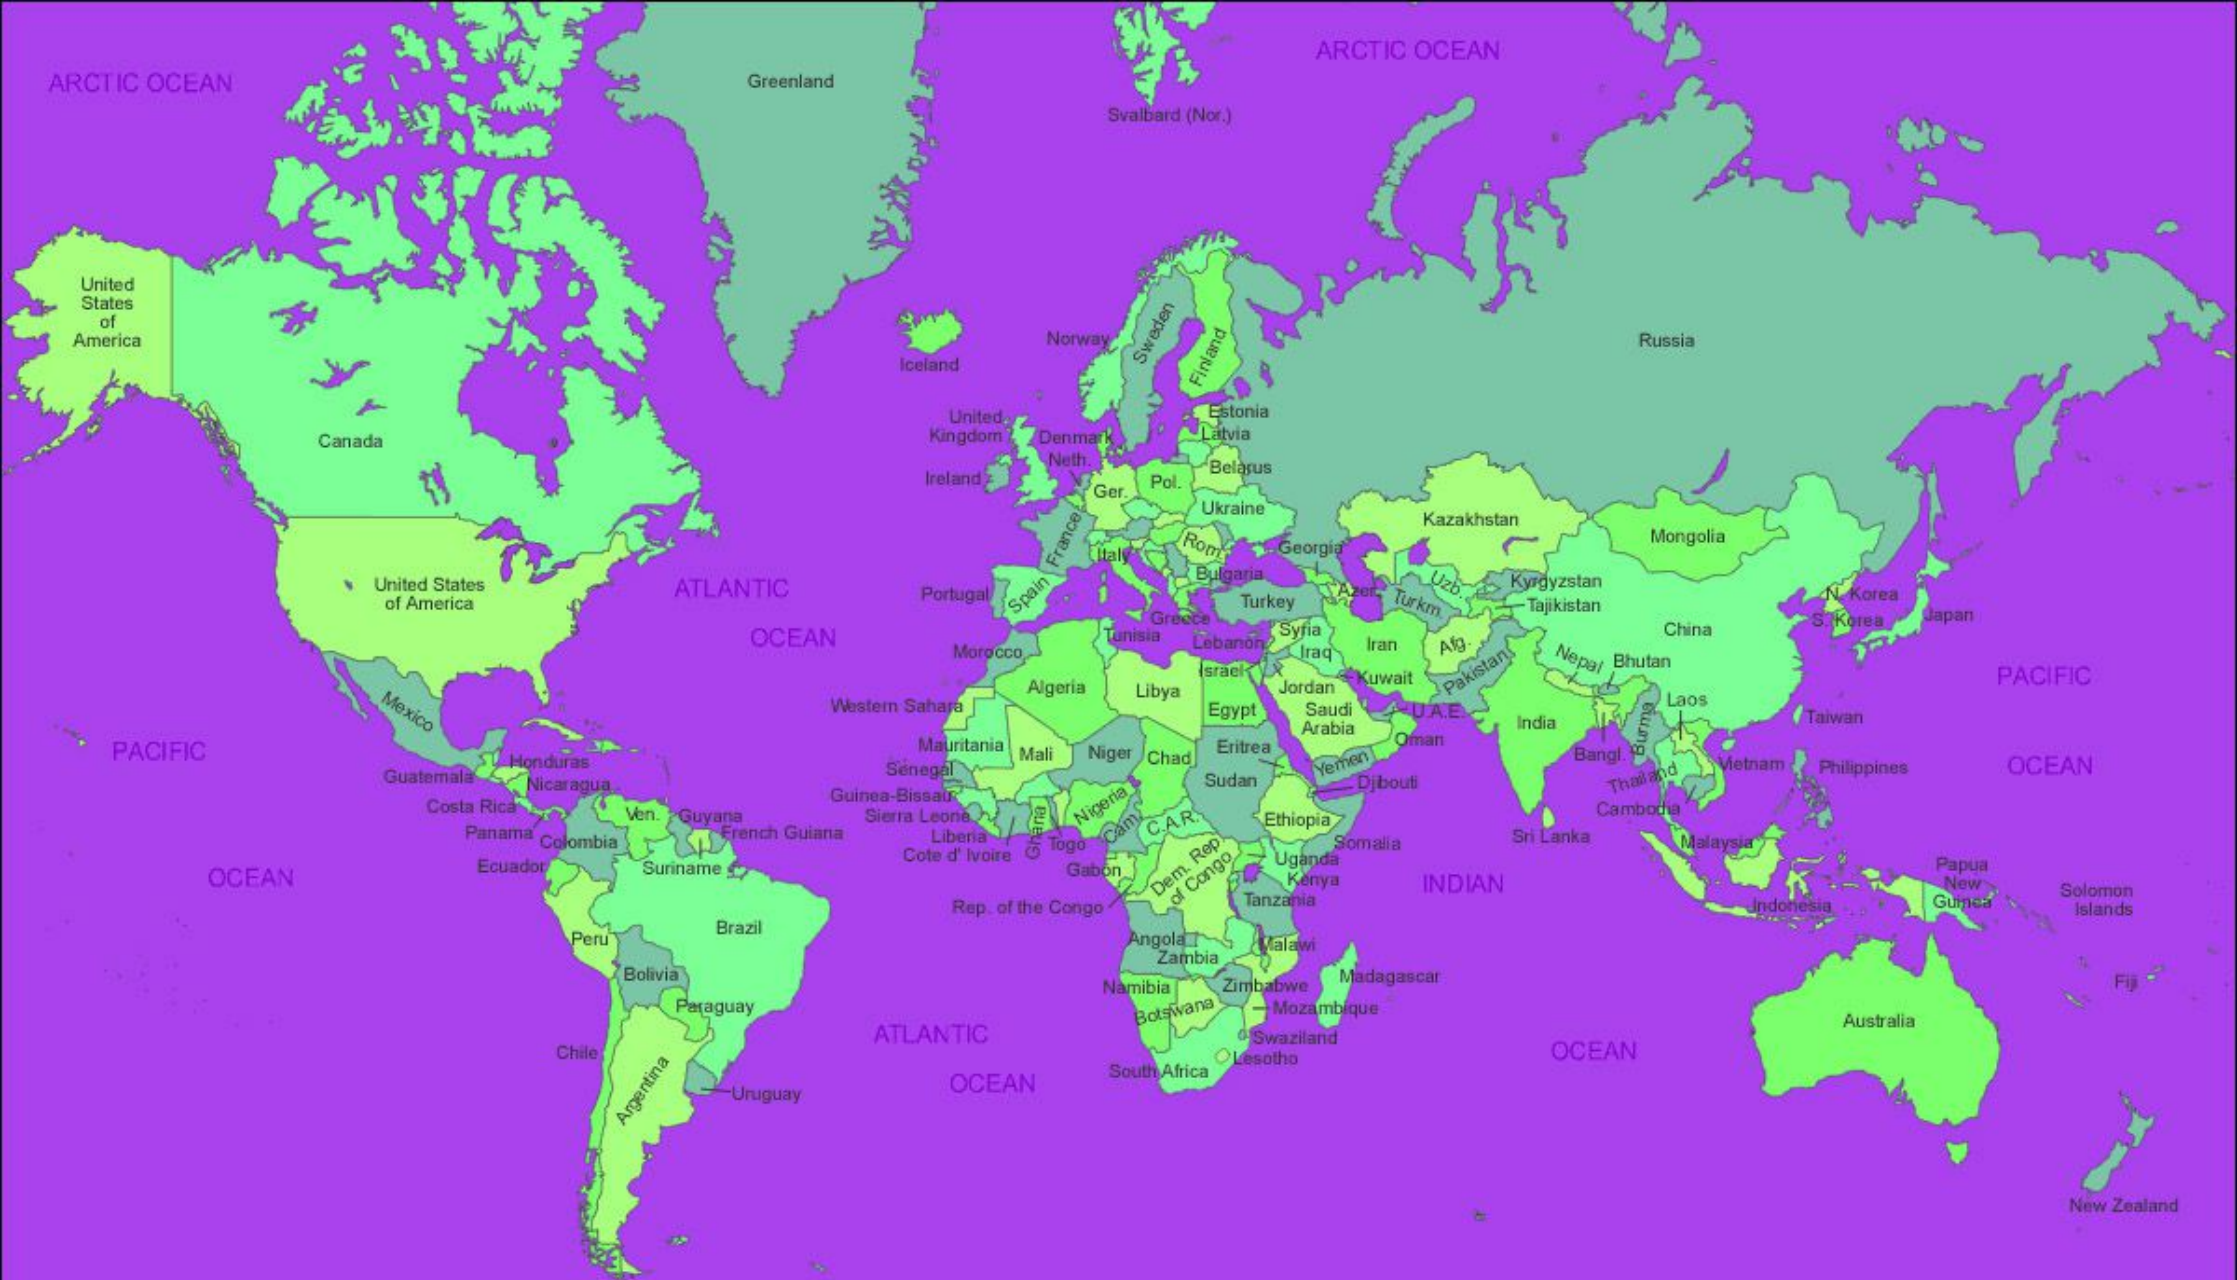 ARCTIC OCEAN
ARCTIC OCEAN
Greenland
Svalbard (Nor.)
United
States
of
America
Canada
Russia
Norway
Sweden
Finland
Iceland
Estonia
Latvia
United
Kingdom
Denmark
Neth.
Ireland
Belarus
Ger.
Pol.
Ukraine
Kazakhstan
Mongolia
France
Italy
Rom.
Georgia
Bulgaria
Portugal
Spain
Turkey
Azer.
Turkm.
Uzb.
Kyrgyzstan
Tajikistan
N. Korea
S. Korea
Japan
China
United States
of America
ATLANTIC
OCEAN
Greece
Tunisia
Lebanon
Syria
Iraq
Iran
Afg.
Morocco
Israel
Kuwait
Pakistan
Nepal
Bhutan
Algeria
Libya
Egypt
Jordan
Saudi
Arabia
U.A.E.
Oman
India
Laos
Taiwan
PACIFIC
OCEAN
Western Sahara
Mexico
PACIFIC
OCEAN
Mauritania
Mali
Niger
Chad
Eritrea
Sudan
Yemen
Djibouti
Bangl.
Burma
Thailand
Vietnam
Philippines
Cambodia
Honduras
Guatemala
Nicaragua
Costa Rica
Panama
Ven.
Guyana
French Guiana
Colombia
Suriname
Ecuador
Senegal
Guinea-Bissau
Sierra Leone
Liberia
Cote d' Ivoire
Ghana
Togo
Nigeria
Cam.
C.A.R.
Ethiopia
Somalia
Sri Lanka
Malaysia
Gabon
Dem. Rep
of Congo
Uganda
Kenya
Rep. of the Congo
Tanzania
INDIAN
OCEAN
Indonesia
Papua
New
Guinea
Solomon
Islands
Brazil
Peru
Bolivia
Paraguay
Angola
Zambia
Malawi
Namibia
Zimbabwe
Madagascar
Botswana
Mozambique
Swaziland
Lesotho
South Africa
Fiji
Australia
ATLANTIC
OCEAN
Chile
Argentina
Uruguay
New Zealand